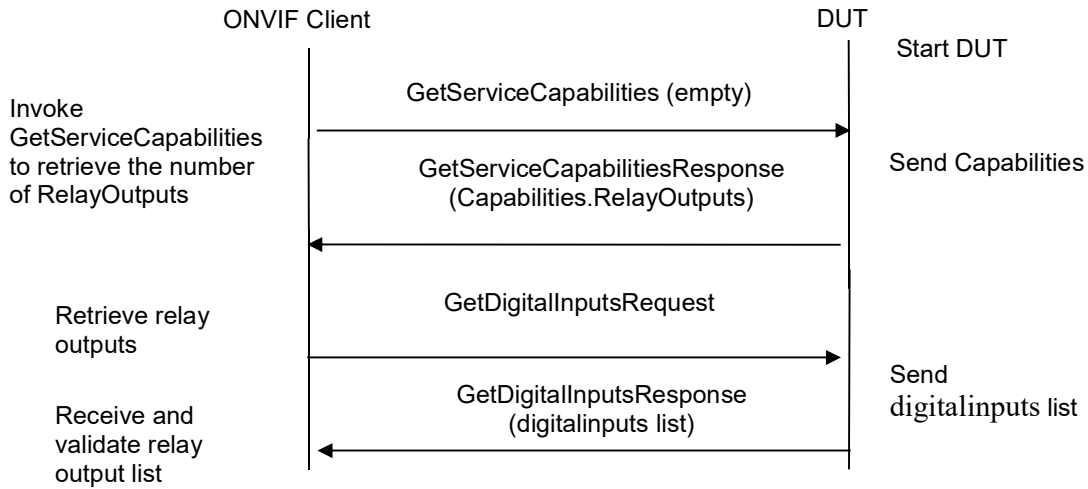 ONVIF Client
DUT
Start DUT
GetServiceCapabilities (empty)
Invoke
GetServiceCapabilities
to retrieve the number
of RelayOutputs
GetServiceCapabilitiesResponse
(Capabilities.RelayOutputs)
Send Capabilities
GetDigitalInputsRequest
Retrieve relay
outputs
GetDigitalInputsResponse
(digitalinputs list)
Send
digitalinputs list
Receive and
validate relay
output list